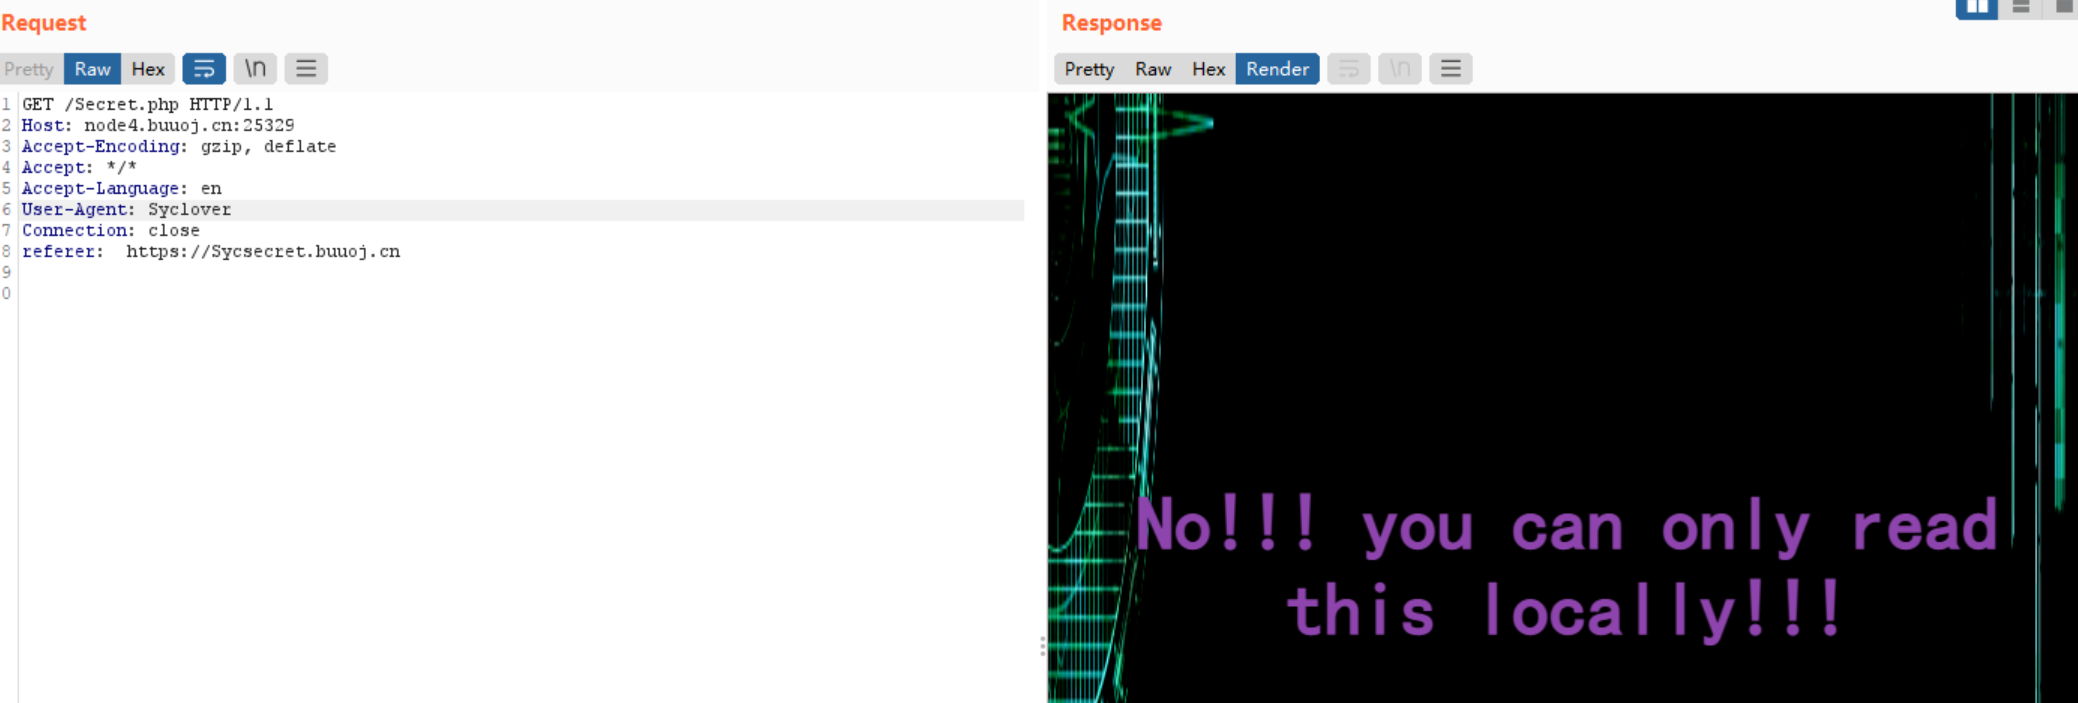 Request
Pretty Raw Hex \n
1 GET /Secret.php HTTP/1.1
2 Host: node4.buuoj.cn:25329
3 Accept-Encoding: gzip, deflate
4 Accept: */*
5 Accept-Language: en
6 User-Agent: Syclover
7 Connection: close
8 referer:  https://Sycsecret.buuoj.cn
9
0
Response
Pretty Raw Hex Render \n
No!!! you can only read
this locally!!!